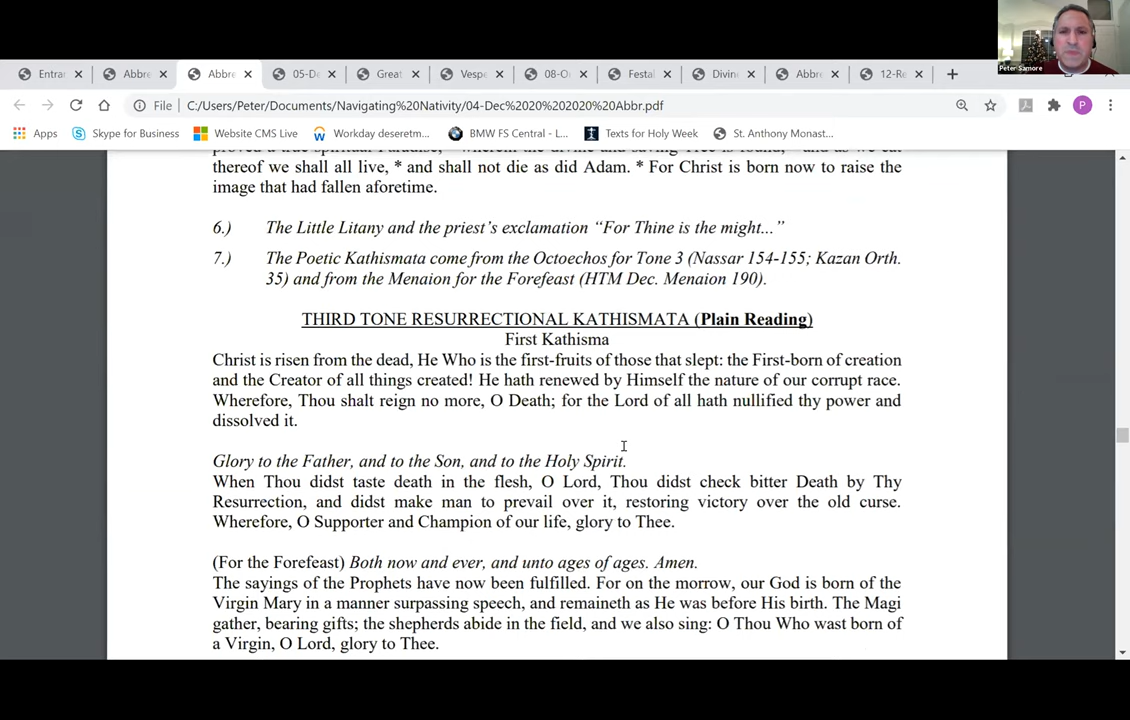 Peter Samore
Entra
Abbre
Abbre
05-D
Great
Vespe
08-O
Festal
Divin
Abbre
12-Re
File
C:/Users/Peter/Documents/Navigating%20Nativity/04-Dec%2020%202020%20Abbr.pdf
P
Apps
Skype for Business
Website CMS Live
Workday deseretm...
BMW FS Central - L...
Texts for Holy Week
St. Anthony Monast...
thereof we shall all live, * and shall not die as did Adam. * For Christ is born now to raise the
image that had fallen aforetime.
6.) The Little Litany and the priest's exclamation “For Thine is the might...”
7.) The Poetic Kathismata come from the Octoechos for Tone 3 (Nassar 154-155; Kazan Orth.
35) and from the Menaion for the Forefeast (HTM Dec. Menaion 190).
THIRD TONE RESURRECTIONAL KATHISMATA (Plain Reading)
First Kathisma
Christ is risen from the dead, He Who is the first-fruits of those that slept: the First-born of creation
and the Creator of all things created! He hath renewed by Himself the nature of our corrupt race.
Wherefore, Thou shalt reign no more, O Death; for the Lord of all hath nullified thy power and
dissolved it.
Glory to the Father, and to the Son, and to the Holy Spirit.
When Thou didst taste death in the flesh, O Lord, Thou didst check bitter Death by Thy
Resurrection, and didst make man to prevail over it, restoring victory over the old curse.
Wherefore, O Supporter and Champion of our life, glory to Thee.
(For the Forefeast) Both now and ever, and unto ages of ages. Amen.
The sayings of the Prophets have now been fulfilled. For on the morrow, our God is born of the
Virgin Mary in a manner surpassing speech, and remaineth as He was before His birth. The Magi
gather, bearing gifts; the shepherds abide in the field, and we also sing: O Thou Who wast born of
a Virgin, O Lord, glory to Thee.